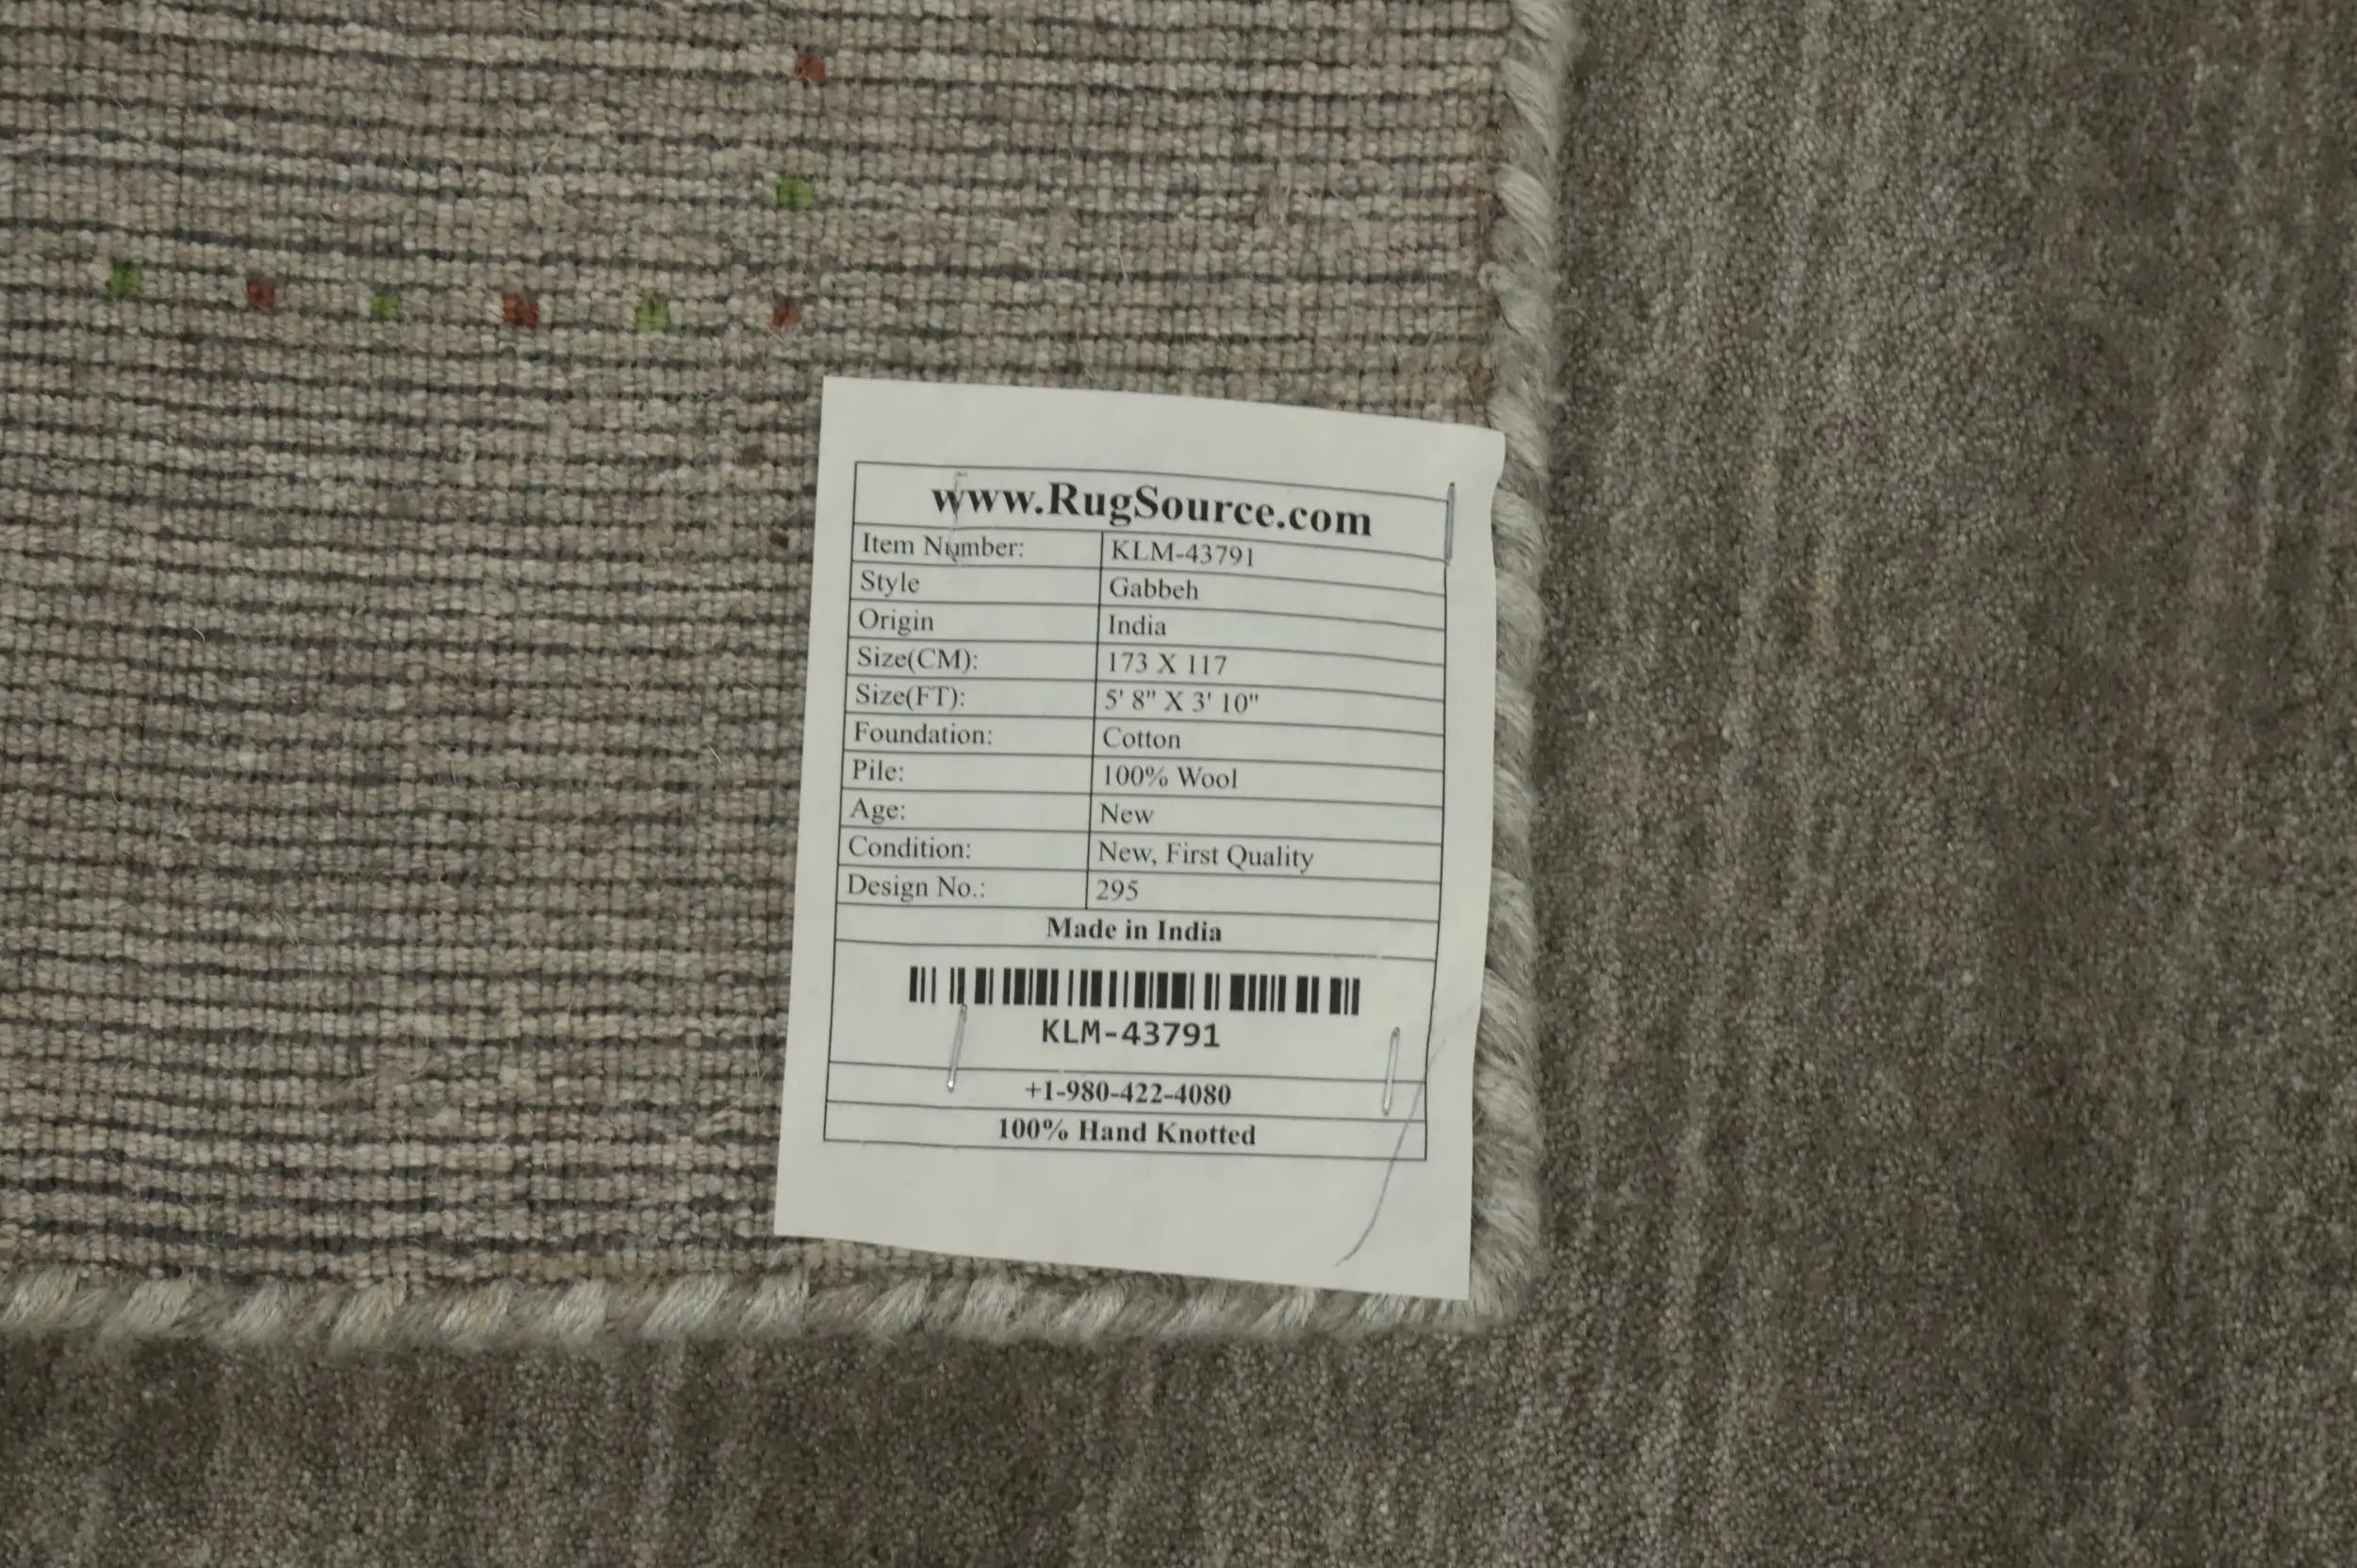 www.RugSource.com
Item Number: KLM-43791
Style Gabbeh
Origin India
Size(CM): 173 X 117
Size(FT): 5' 8" X 3' 10"
Foundation: Cotton
Pile: 100% Wool
Age: New
Condition: New, First Quality
Design No.: 295
Made in India
KLM-43791
+1-980-422-4080
100% Hand Knotted